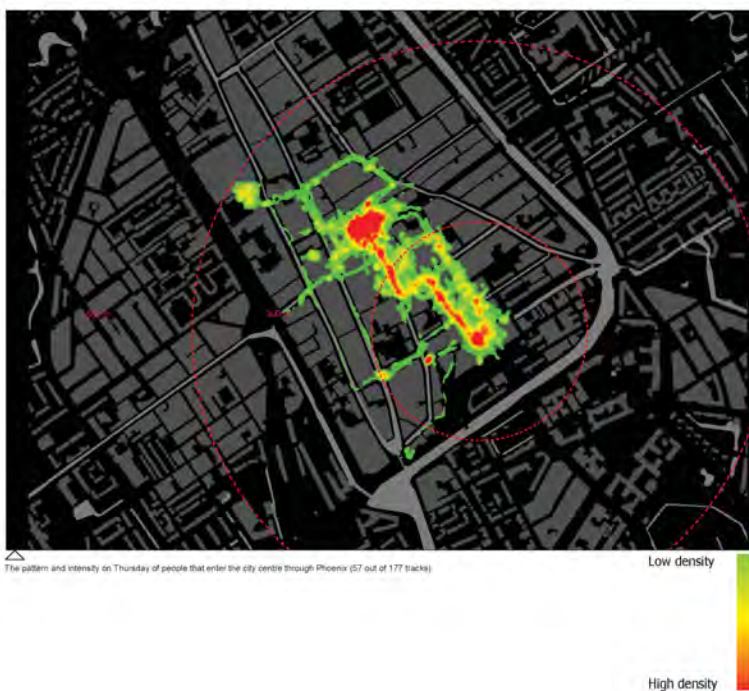 The pattern and intensity on Thursday of people that enter the city centre through Phoenix (57 out of 177 tracks)
Low density
High density